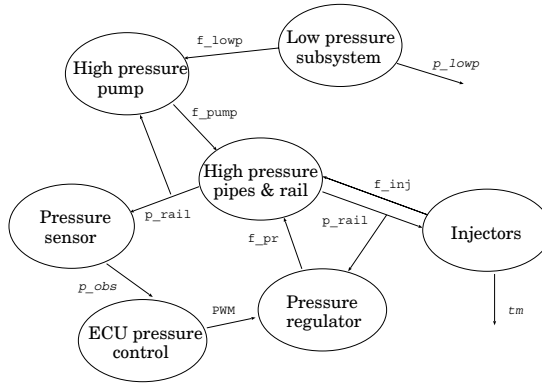 f_lowp
Low pressure
subsystem
p_lowp
High pressure
pump
f_pump
High pressure
pipes & rail
f_inj
p_rail
Pressure
sensor
f_pr
p_rail
Injectors
p_obs
PWM
Pressure
regulator
tm
ECU pressure
control